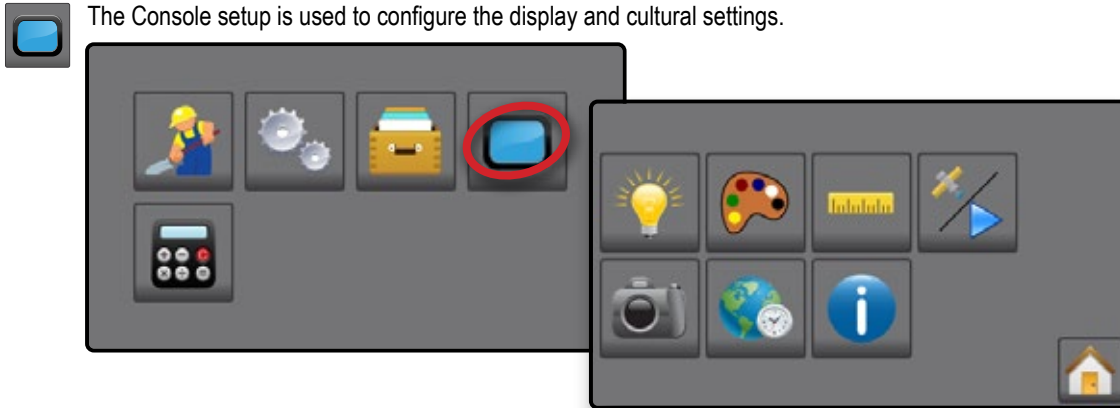 The Console setup is used to configure the display and cultural settings.